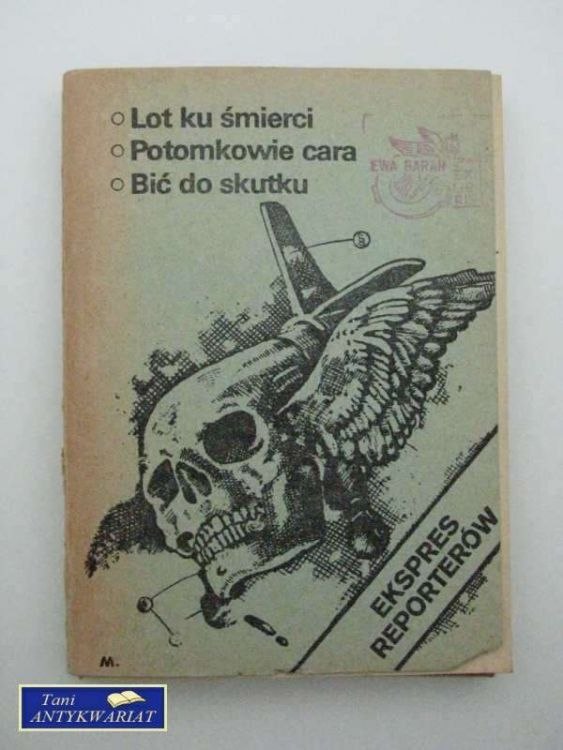 Lot ku śmierci
Potomkowie cara
Bić do skutku
EWA BARAN
§
EKSPRES
REPORTERÓW
M.
Tani
ANTYKWARIAT